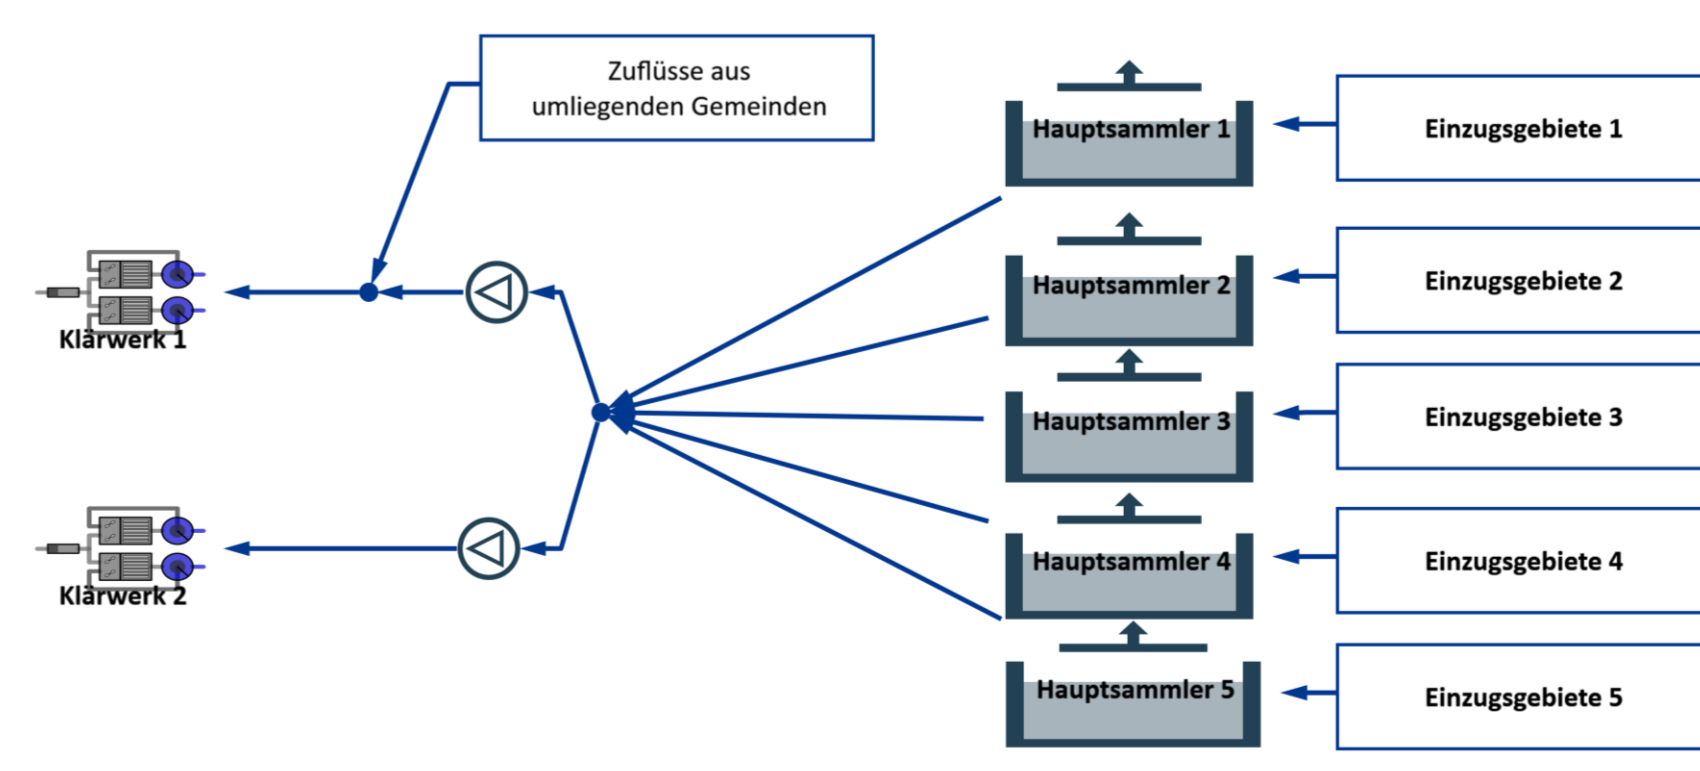 Zuflüsse aus
umliegenden Gemeinden
Hauptsammler 1
Einzugsgebiete 1
Hauptsammler 2
Einzugsgebiete 2
Klärwerk 1
Hauptsammler 3
Einzugsgebiete 3
Hauptsammler 4
Einzugsgebiete 4
Klärwerk 2
Hauptsammler 5
Einzugsgebiete 5